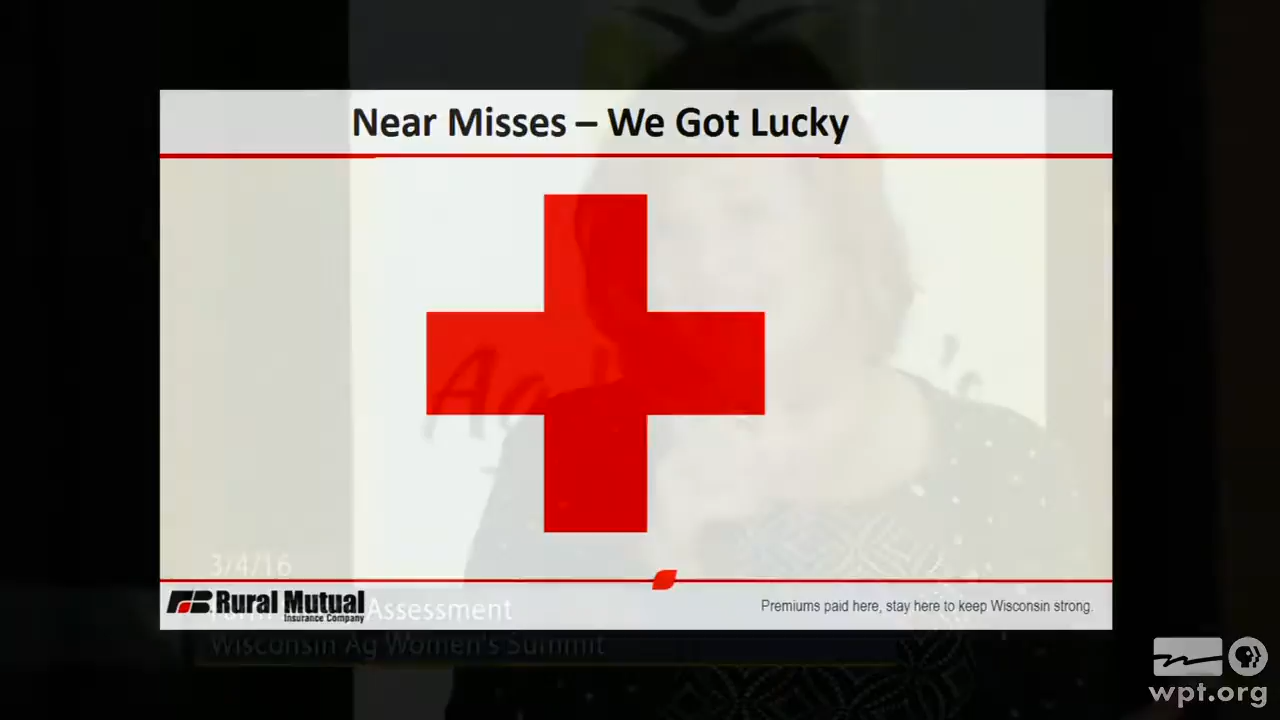 Near Misses – We Got Lucky
Ag
3/4/16
Rural Mutual
Insurance Company
Assessment
Premiums paid here, stay here to keep Wisconsin strong.
Wisconsin Ag Women's Summit
wpt.org